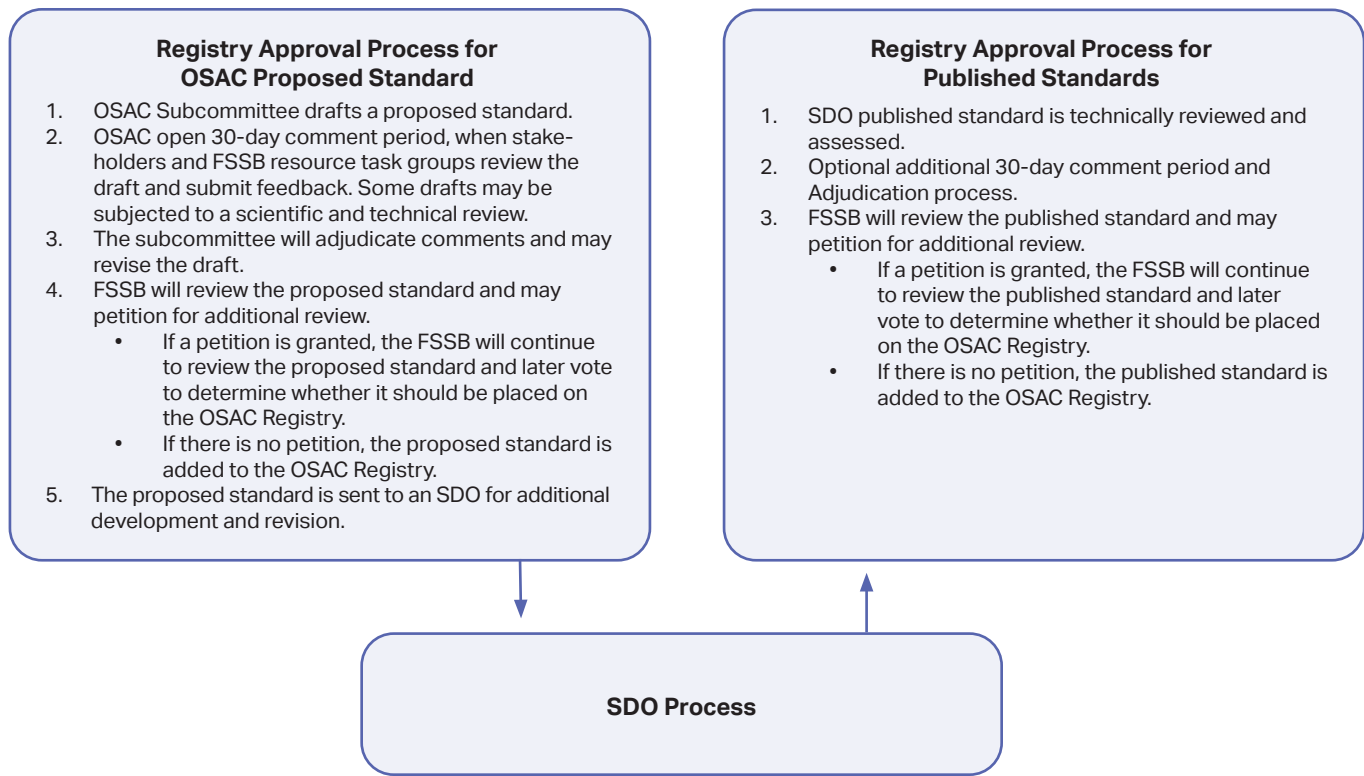 Registry Approval Process for
OSAC Proposed Standard
1. OSAC Subcommittee drafts a proposed standard.
2. OSAC open 30-day comment period, when stake-
holders and FSSB resource task groups review the
draft and submit feedback. Some drafts may be
subjected to a scientific and technical review.
3. The subcommittee will adjudicate comments and may
revise the draft.
4. FSSB will review the proposed standard and may
petition for additional review.
• If a petition is granted, the FSSB will continue
to review the proposed standard and later vote
to determine whether it should be placed on
the OSAC Registry.
• If there is no petition, the proposed standard is
added to the OSAC Registry.
5. The proposed standard is sent to an SDO for additional
development and revision.
Registry Approval Process for
Published Standards
1. SDO published standard is technically reviewed and
assessed.
2. Optional additional 30-day comment period and
Adjudication process.
3. FSSB will review the published standard and may
petition for additional review.
• If a petition is granted, the FSSB will continue
to review the published standard and later
vote to determine whether it should be placed
on the OSAC Registry.
• If there is no petition, the published standard is
added to the OSAC Registry.
SDO Process